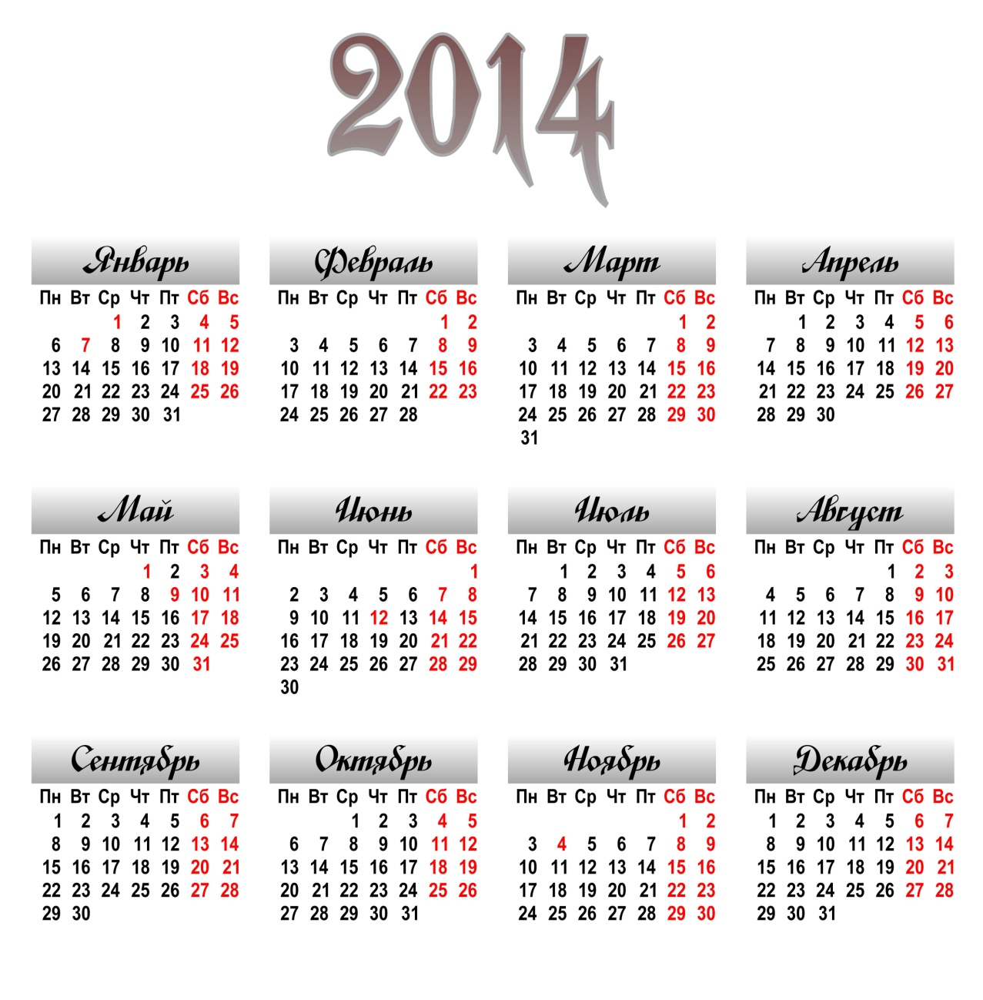 2014
Январь Февраль Март Апрель
Пн Вт Ср Чт Пт Сб Вс Пн Вт Ср Чт Пт Сб Вс Пн Вт Ср Чт Пт Сб Вс Пн Вт Ср Чт Пт Сб Вс
1 2 3 4 5 1 2 1 2 1 2 3 4 5 6
6 7 8 9 10 11 12 3 4 5 6 7 8 9 3 4 5 6 7 8 9 7 8 9 10 11 12 13
13 14 15 16 17 18 19 10 11 12 13 14 15 16 10 11 12 13 14 15 16 14 15 16 17 18 19 20
20 21 22 23 24 25 26 17 18 19 20 21 22 23 17 18 19 20 21 22 23 21 22 23 24 25 26 27
27 28 29 30 31 24 25 26 27 28 24 25 26 27 28 29 30 28 29 30
31
Май Июнь Июль Август
Пн Вт Ср Чт Пт Сб Вс Пн Вт Ср Чт Пт Сб Вс Пн Вт Ср Чт Пт Сб Вс Пн Вт Ср Чт Пт Сб Вс
1 2 3 4 1 1 2 3 4 5 6 1 2 3
5 6 7 8 9 10 11 2 3 4 5 6 7 8 7 8 9 10 11 12 13 4 5 6 7 8 9 10
12 13 14 15 16 17 18 9 10 11 12 13 14 15 14 15 16 17 18 19 20 11 12 13 14 15 16 17
19 20 21 22 23 24 25 16 17 18 19 20 21 22 21 22 23 24 25 26 27 18 19 20 21 22 23 24
26 27 28 29 30 31 23 24 25 26 27 28 29 28 29 30 31 25 26 27 28 29 30 31
30
Сентябрь Октябрь Ноябрь Декабрь
Пн Вт Ср Чт Пт Сб Вс Пн Вт Ср Чт Пт Сб Вс Пн Вт Ср Чт Пт Сб Вс Пн Вт Ср Чт Пт Сб Вс
1 2 3 4 5 6 7 1 2 3 4 5 1 2 1 2 3 4 5 6 7
8 9 10 11 12 13 14 6 7 8 9 10 11 12 3 4 5 6 7 8 9 8 9 10 11 12 13 14
15 16 17 18 19 20 21 13 14 15 16 17 18 19 10 11 12 13 14 15 16 15 16 17 18 19 20 21
22 23 24 25 26 27 28 20 21 22 23 24 25 26 17 18 19 20 21 22 23 22 23 24 25 26 27 28
29 30 27 28 29 30 31 24 25 26 27 28 29 30 29 30 31